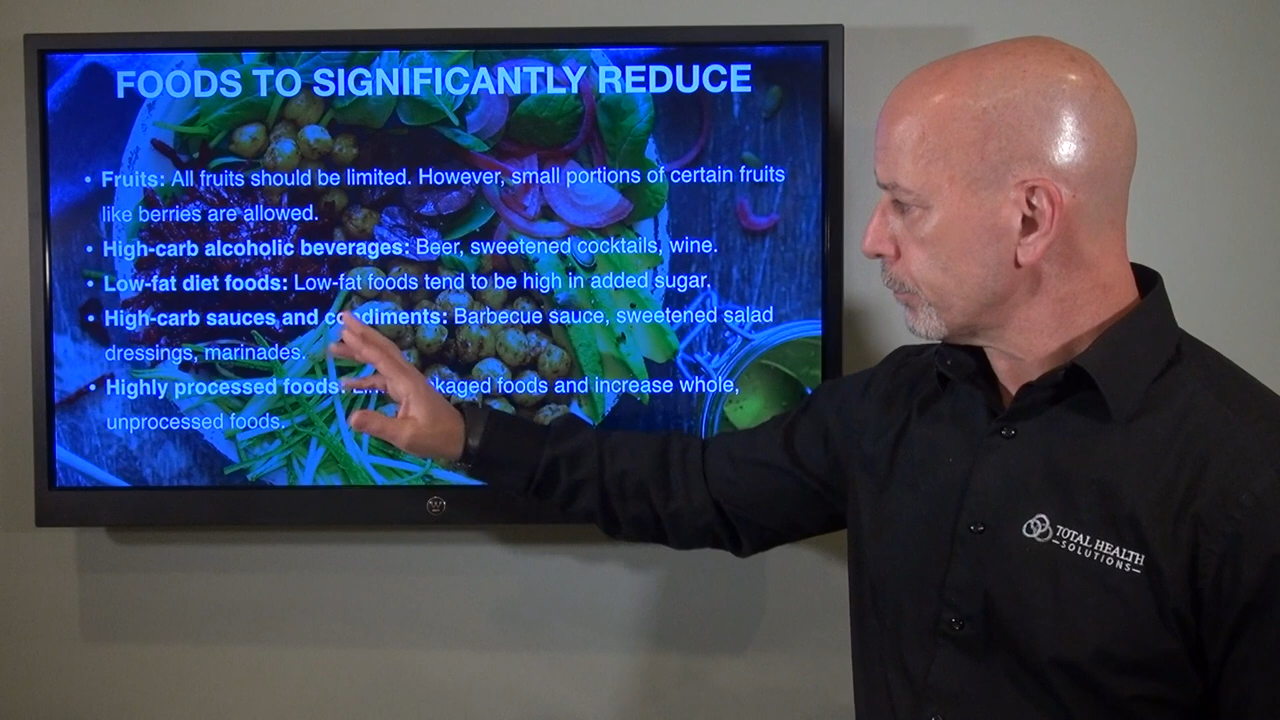 FOODS TO SIGNIFICANTLY REDUCE
• Fruits: All fruits should be limited. However, small portions of certain fruits
like berries are allowed.
• High-carb alcoholic beverages: Beer, sweetened cocktails, wine.
• Low-fat diet foods: Low-fat foods tend to be high in added sugar.
• High-carb sauces and condiments: Barbecue sauce, sweetened salad
dressings, marinades.
• Highly processed foods: foods and increase whole,
unprocessed foods.
W
TOTAL HEALTH
—SOLUTIONS—